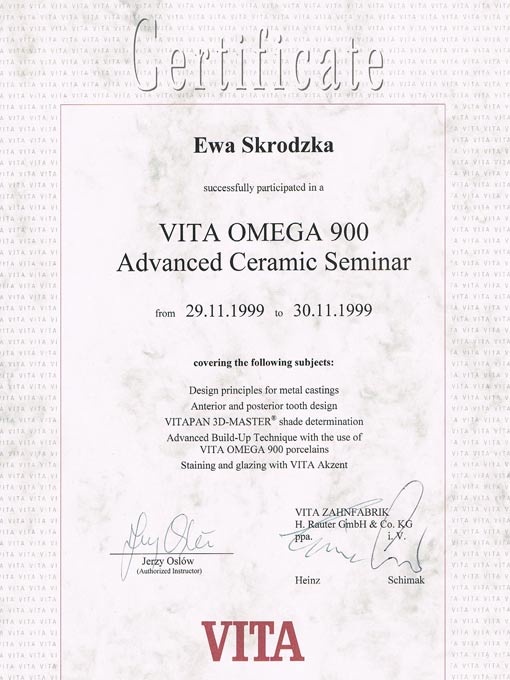 Certificate
Ewa Skrodzka
successfully participated in a
VITA OMEGA 900
Advanced Ceramic Seminar
from 29.11.1999 to 30.11.1999
covering the following subjects:
Design principles for metal castings
Anterior and posterior tooth design
VITAPAN 3D-MASTER® shade determination
Advanced Build-Up Technique with the use of
VITA OMEGA 900 porcelains
Staining and glazing with VITA Akzent
VITA ZAHNFABRIK
H. Rauter GmbH & Co. KG
ppa. i. V.
Jerzy Oslów
(Authorized Instructor)
Heinz Schimak
VITA